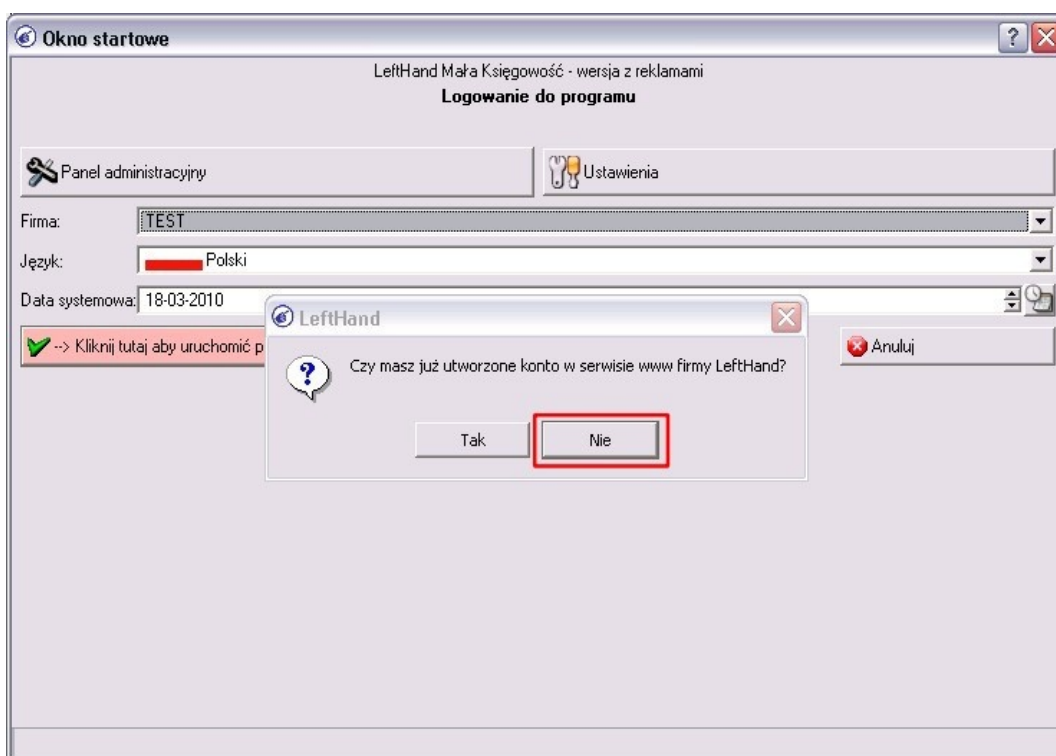 Okno startowe
LeftHand Mała Księgowość - wersja z reklamami
Logowanie do programu
Panel administracyjny
Ustawienia
Firma:
TEST
Język:
Polski
Data systemowa:
18-03-2010
LeftHand
--> Kliknij tutaj aby uruchomić p
Anuluj
Czy masz już utworzone konto w serwisie www firmy LeftHand?
Tak
Nie